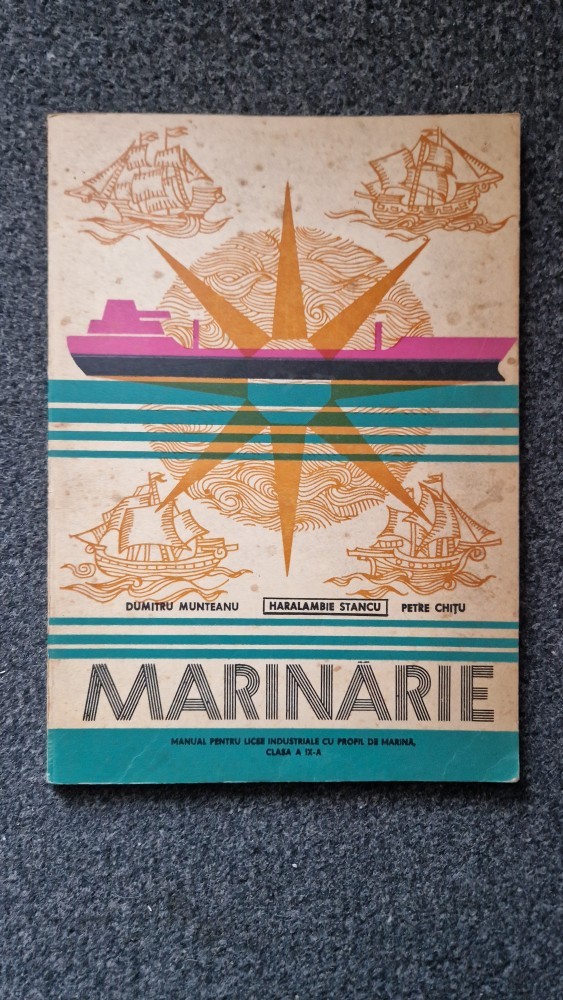 DUMITRU MUNTEANU HARALAMBIE STANCU PETRE CHIȚU
MARINĂRIE
MANUAL PENTRU LICEE INDUSTRIALE CU PROFIL DE MARINĂ,
CLASA A IX-A